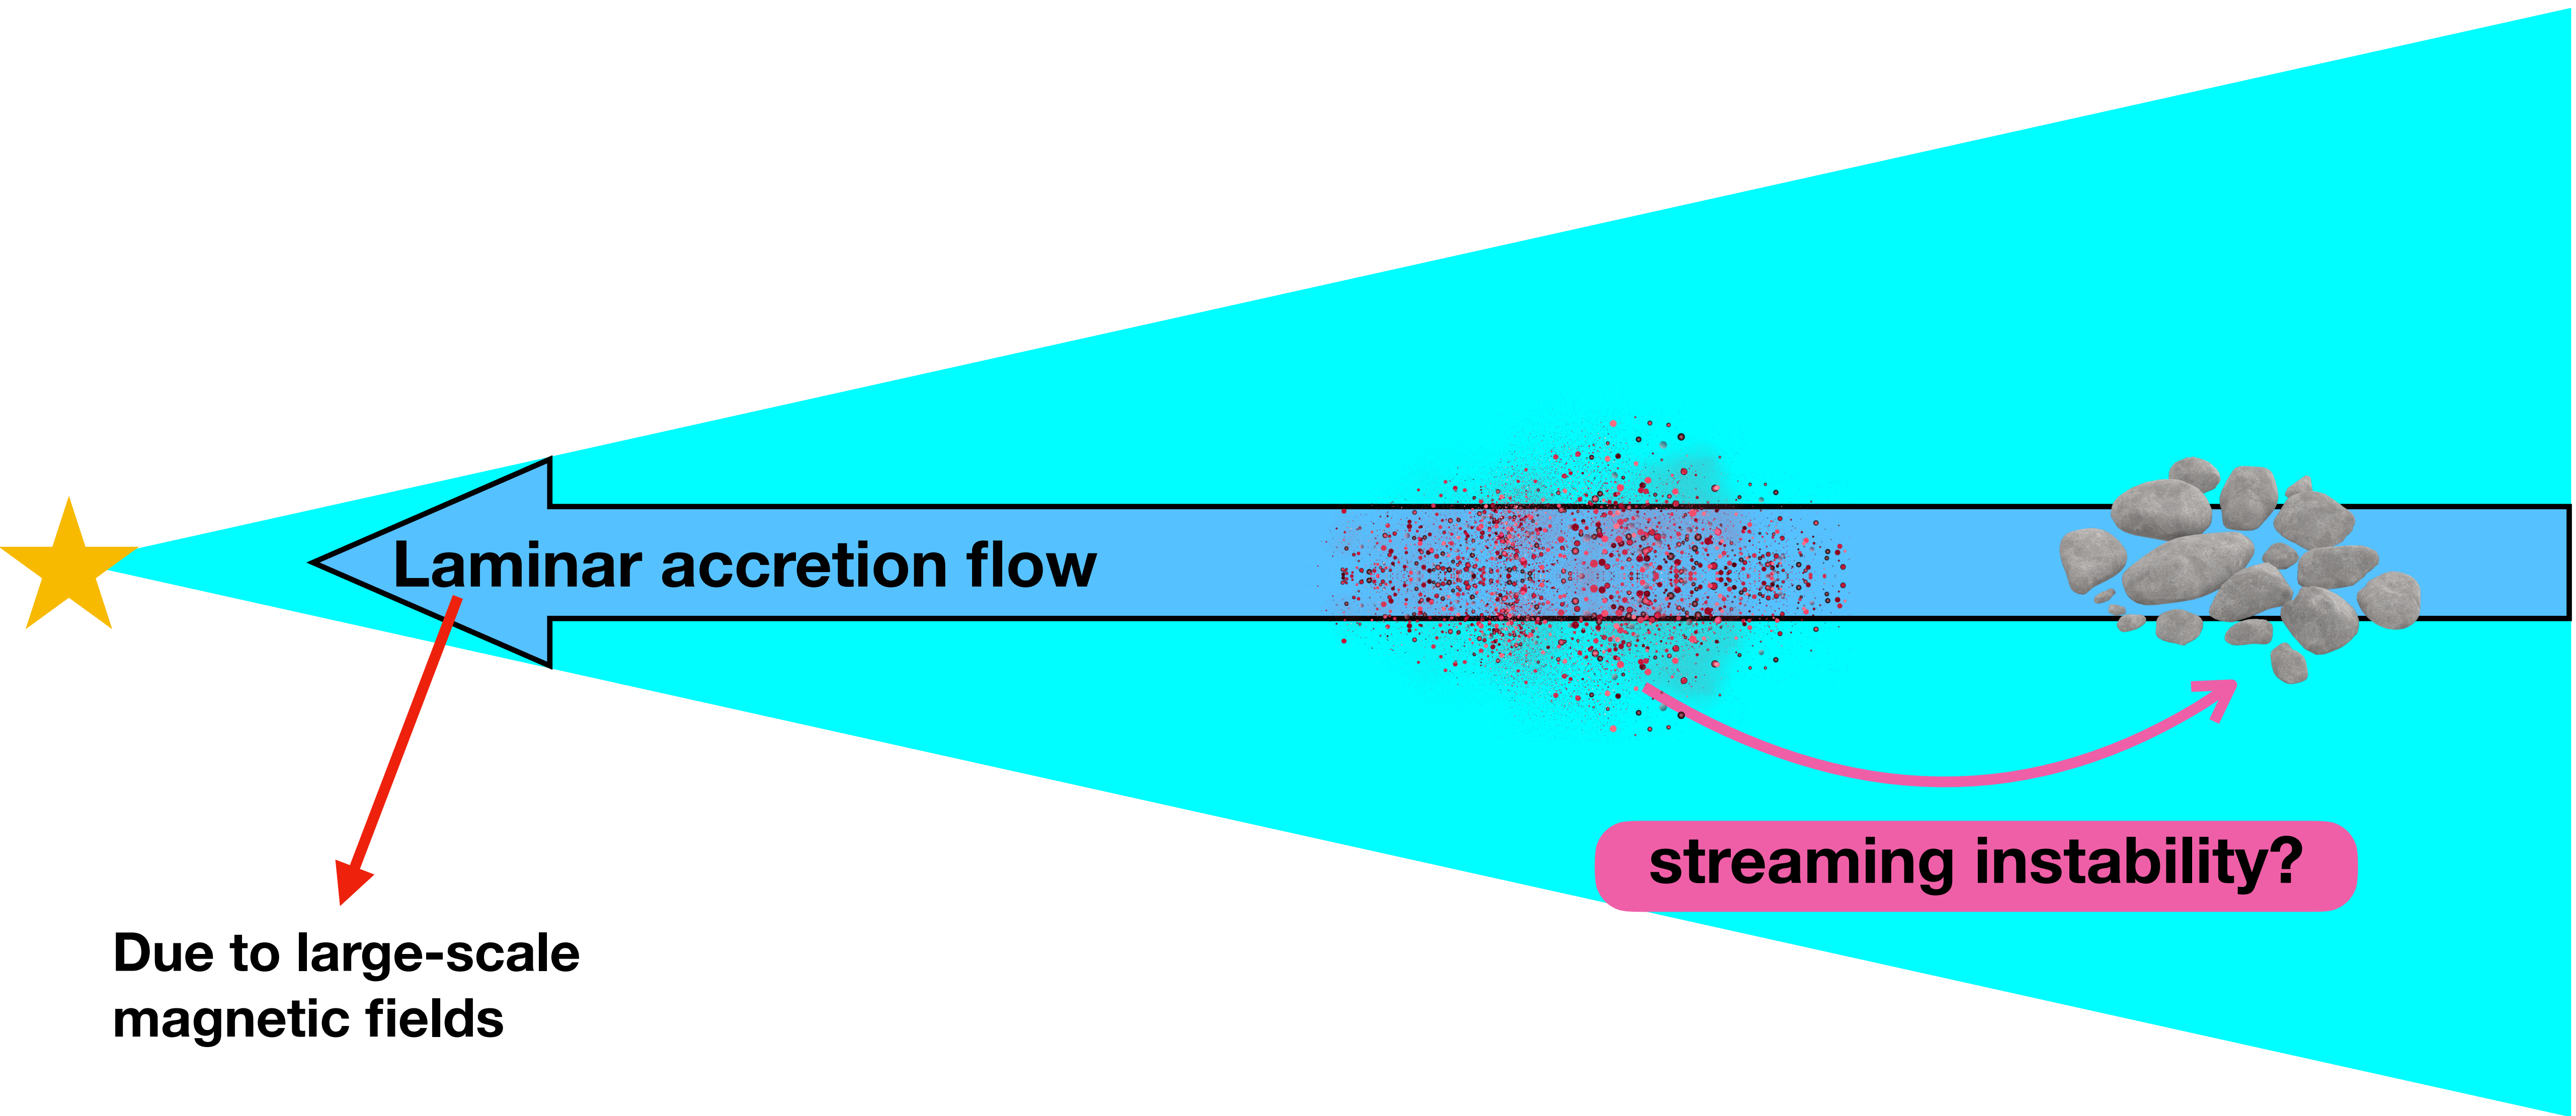 Laminar accretion flow
streaming instability?
Due to large-scale
magnetic fields